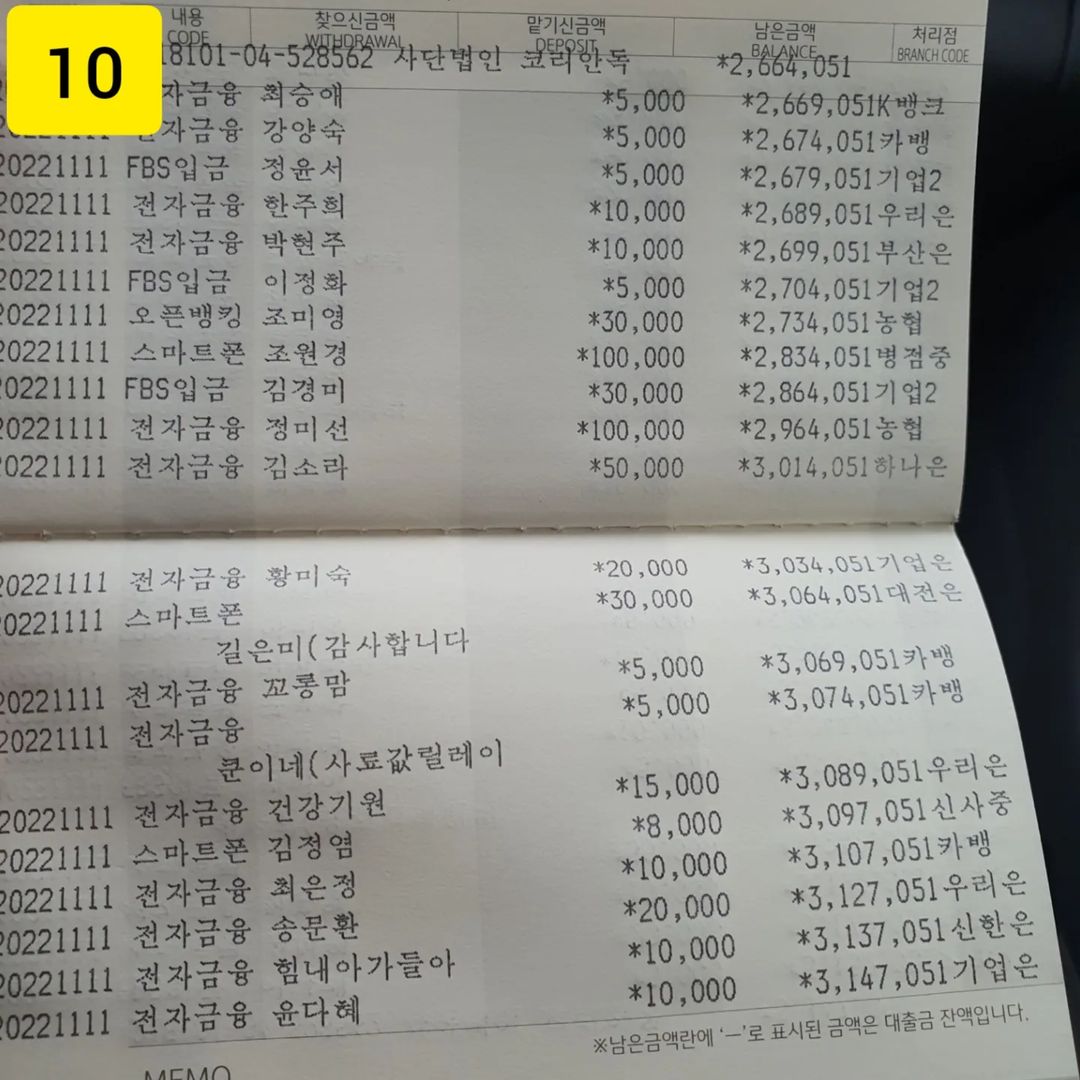 10
내용 찾으신금액 맡기신금액 남은금액 처리점
CODE WITHDRAWAL DEPOSIT BALANCE BRANCH CODE
18101-04-528562 사단법인 코리안독 *2,664,051
자금융 최승애 *5,000 *2,669,051K뱅크
전자금융 강양숙 *5,000 *2,674,051카뱅
20221111 FBS입금 정윤서 *5,000 *2,679,051기업2
20221111 전자금융 한주희 *10,000 *2,689,051우리은
20221111 전자금융 박현주 *10,000 *2,699,051부산은
20221111 FBS입금 이정화 *5,000 *2,704,051기업2
20221111 오픈뱅킹 조미영 *30,000 *2,734,051농협
20221111 스마트폰 조원경 *100,000 *2,834,051병점중
20221111 FBS입금 김경미 *30,000 *2,864,051기업2
20221111 전자금융 정미선 *100,000 *2,964,051농협
20221111 전자금융 김소라 *50,000 *3,014,051하나은
20221111 전자금융 황미숙 *20,000 *3,034,051기업은
20221111 스마트폰 *30,000 *3,064,051대전은
길은미(감사합니다
20221111 전자금융 꼬롱맘 *5,000 *3,069,051카뱅
20221111 전자금융 *5,000 *3,074,051카뱅
쿤이네(사료값릴레이
20221111 전자금융 건강기원 *15,000 *3,089,051우리은
20221111 스마트폰 김정염 *8,000 *3,097,051신사중
20221111 전자금융 최은정 *10,000 *3,107,051카뱅
20221111 전자금융 송문환 *20,000 *3,127,051우리은
20221111 전자금융 힘내아가들아 *10,000 *3,137,051신한은
20221111 전자금융 윤다혜 *10,000 *3,147,051기업은
※남은금액란에 ‘—’로 표시된 금액은 대출금 잔액입니다.
MEMO